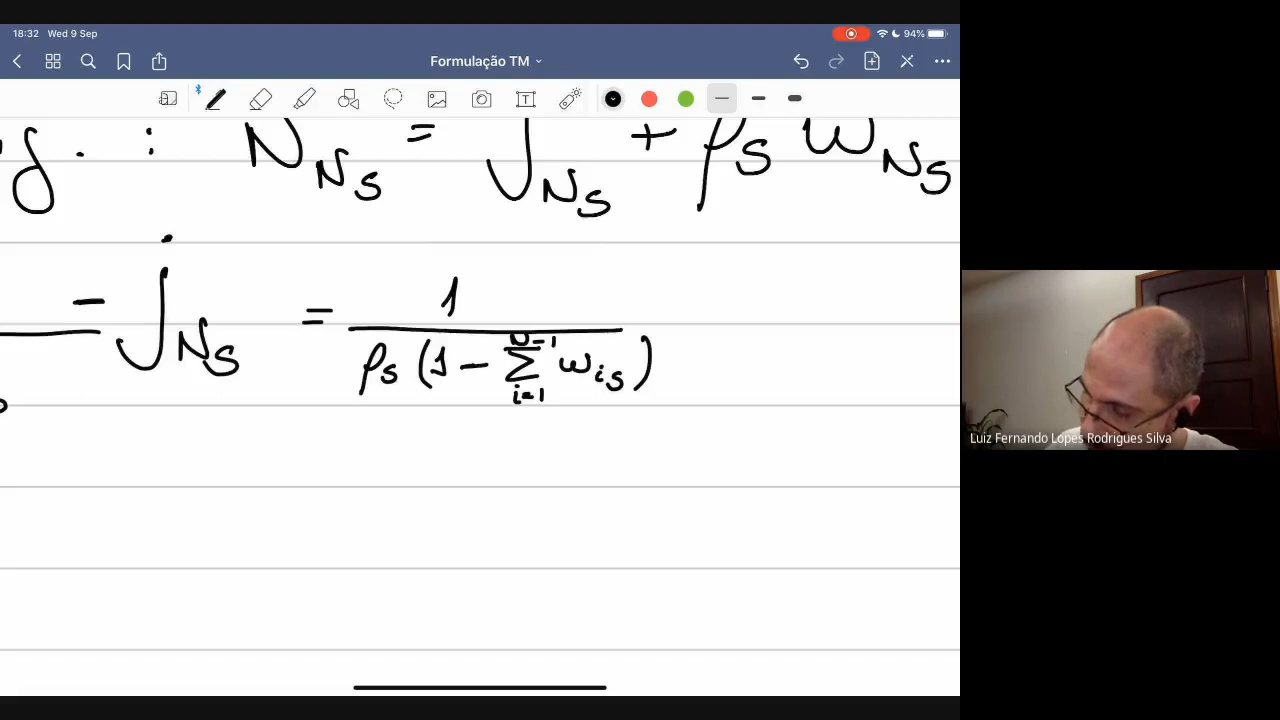 18:32 Wed 9 Sep 94%
Formulação TM
g. : N_{N_S} = J_{N_S} + ρ_S ω_{N_S}
- J_{N_S} = 1
ρ_S (1 - Σ_{i=1}^{N-1} ω_{iS})
Luiz Fernando Lopes Rodrigues Silva